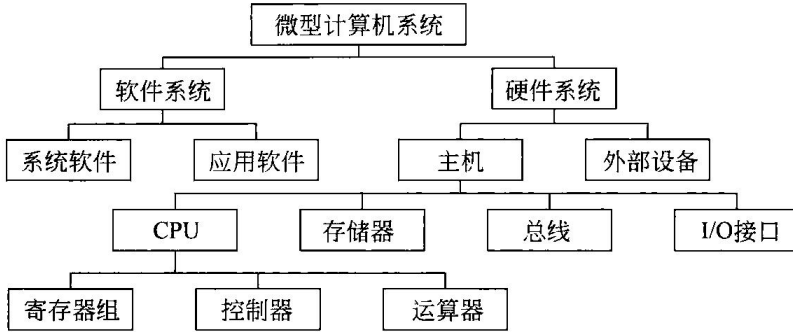 微型计算机系统
软件系统
硬件系统
系统软件
应用软件
主机
外部设备
CPU
存储器
总线
I/O接口
寄存器组
控制器
运算器